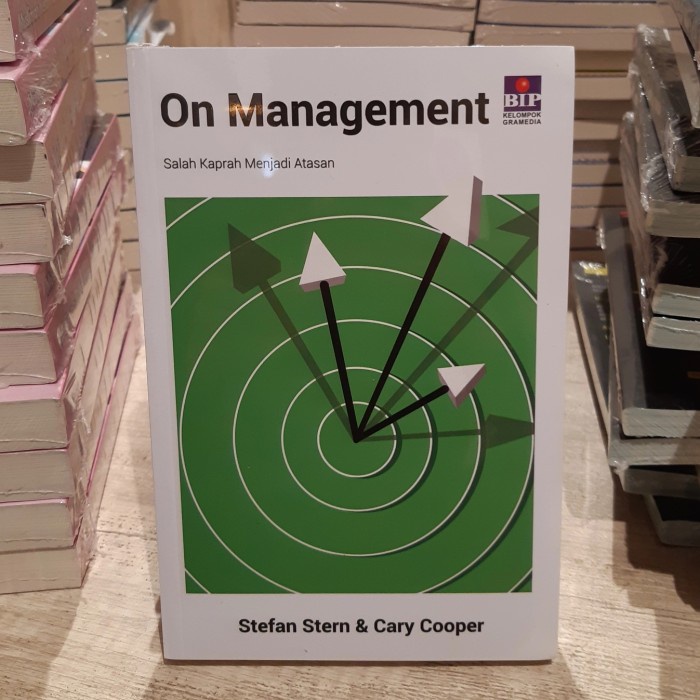 On Management
BIP
KELOMPOK
GRAMEDIA
Salah Kaprah Menjadi Atasan
Stefan Stern & Cary Cooper